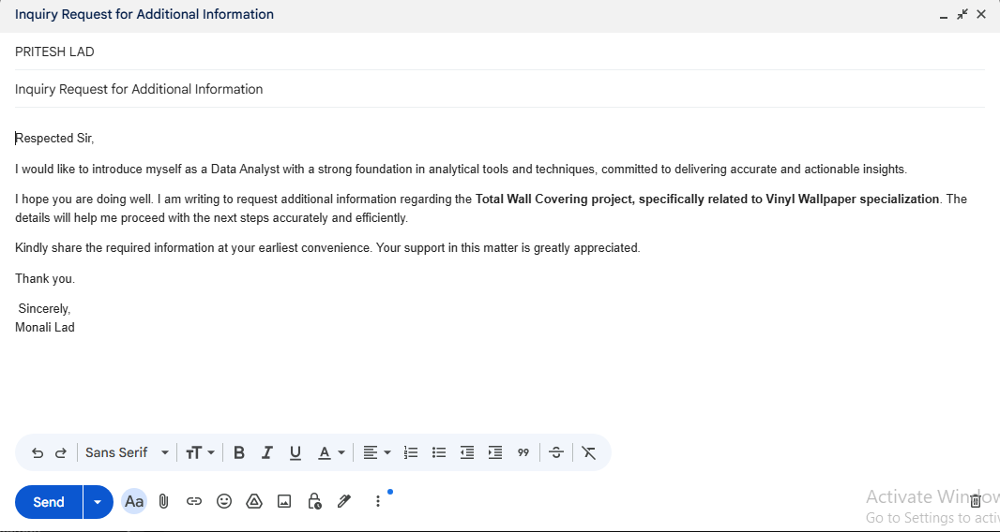 Inquiry Request for Additional Information
PRITESH LAD
Inquiry Request for Additional Information
Respected Sir,
I would like to introduce myself as a Data Analyst with a strong foundation in analytical tools and techniques, committed to delivering accurate and actionable insights.
I hope you are doing well. I am writing to request additional information regarding the Total Wall Covering project, specifically related to Vinyl Wallpaper specialization. The
details will help me proceed with the next steps accurately and efficiently.
Kindly share the required information at your earliest convenience. Your support in this matter is greatly appreciated.
Thank you.
Sincerely,
Monali Lad
Sans Serif
Send
Activate Window
Go to Settings to acti